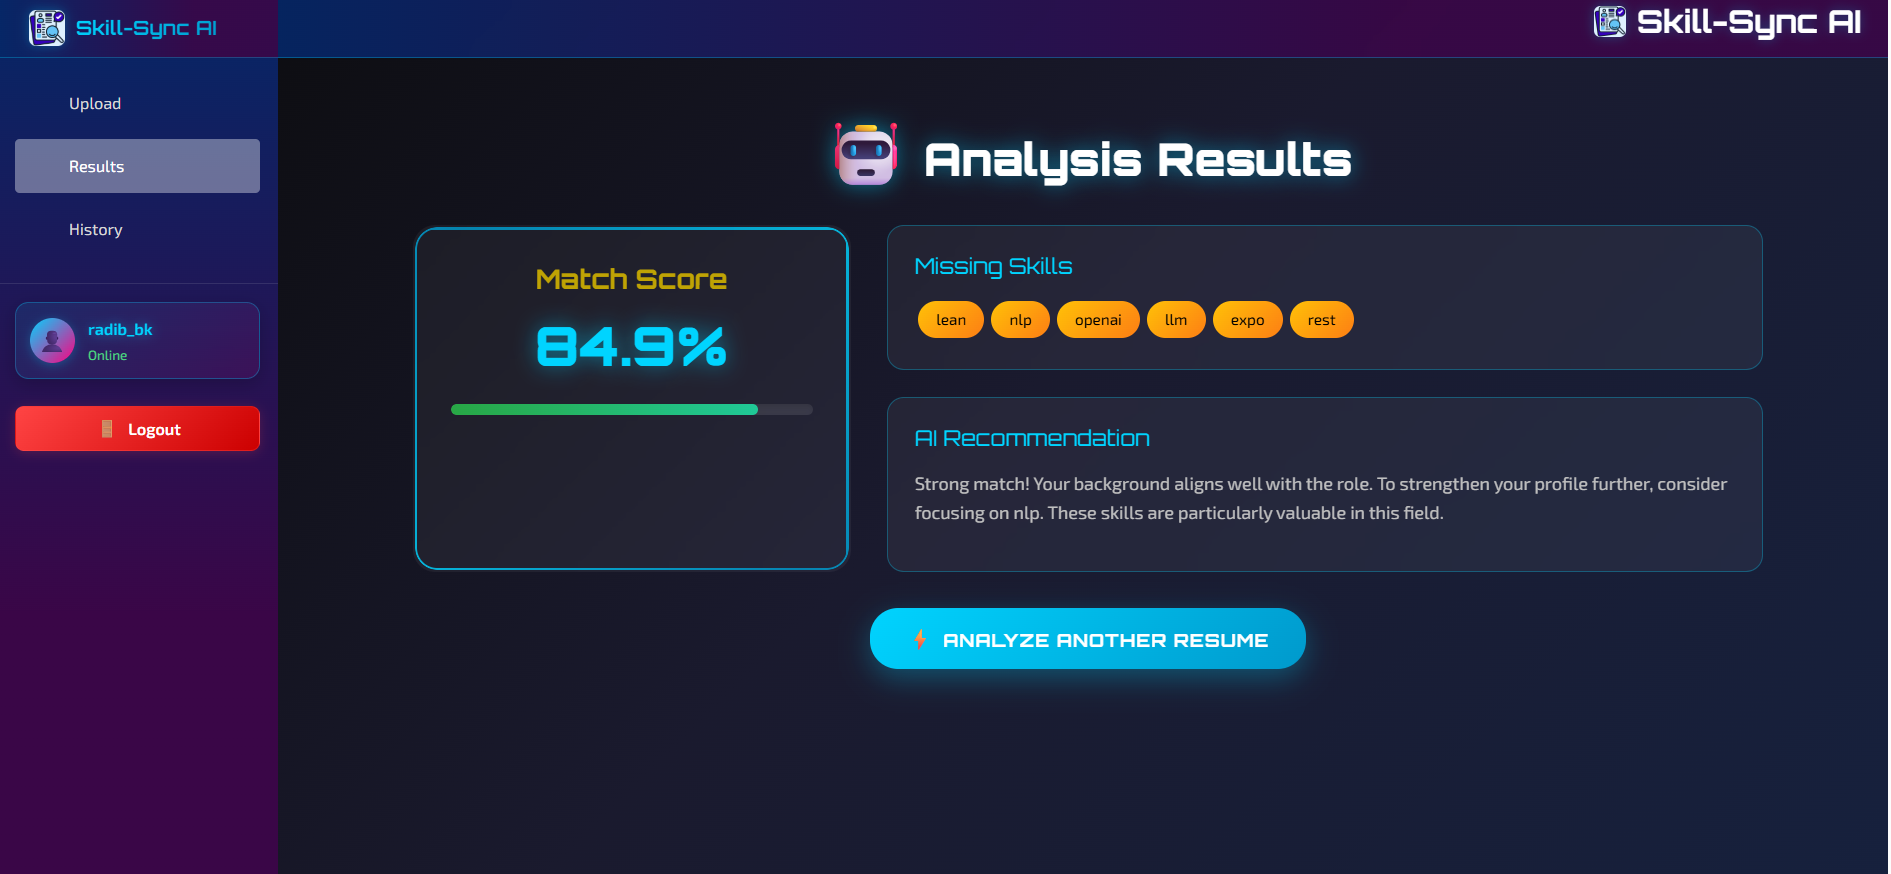 Skill-Sync AI
Skill-Sync AI
Upload
Results
History
radib_bk
Online
Logout
Analysis Results
Match Score
84.9%
Missing Skills
lean nlp openai llm expo rest
AI Recommendation
Strong match! Your background aligns well with the role. To strengthen your profile further, consider
focusing on nlp. These skills are particularly valuable in this field.
ANALYZE ANOTHER RESUME